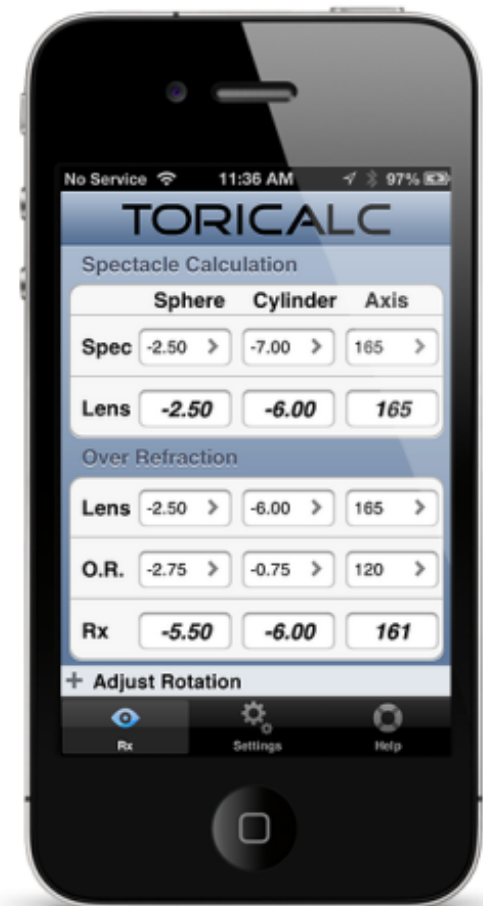 No Service 11:36 AM 97%
TORICALC
Spectacle Calculation
Sphere Cylinder Axis
Spec -2.50 > -7.00 > 165 >
Lens -2.50 -6.00 165
Over Refraction
Lens -2.50 > -6.00 > 165 >
O.R. -2.75 > -0.75 > 120 >
Rx -5.50 -6.00 161
+ Adjust Rotation
Rx Settings Help